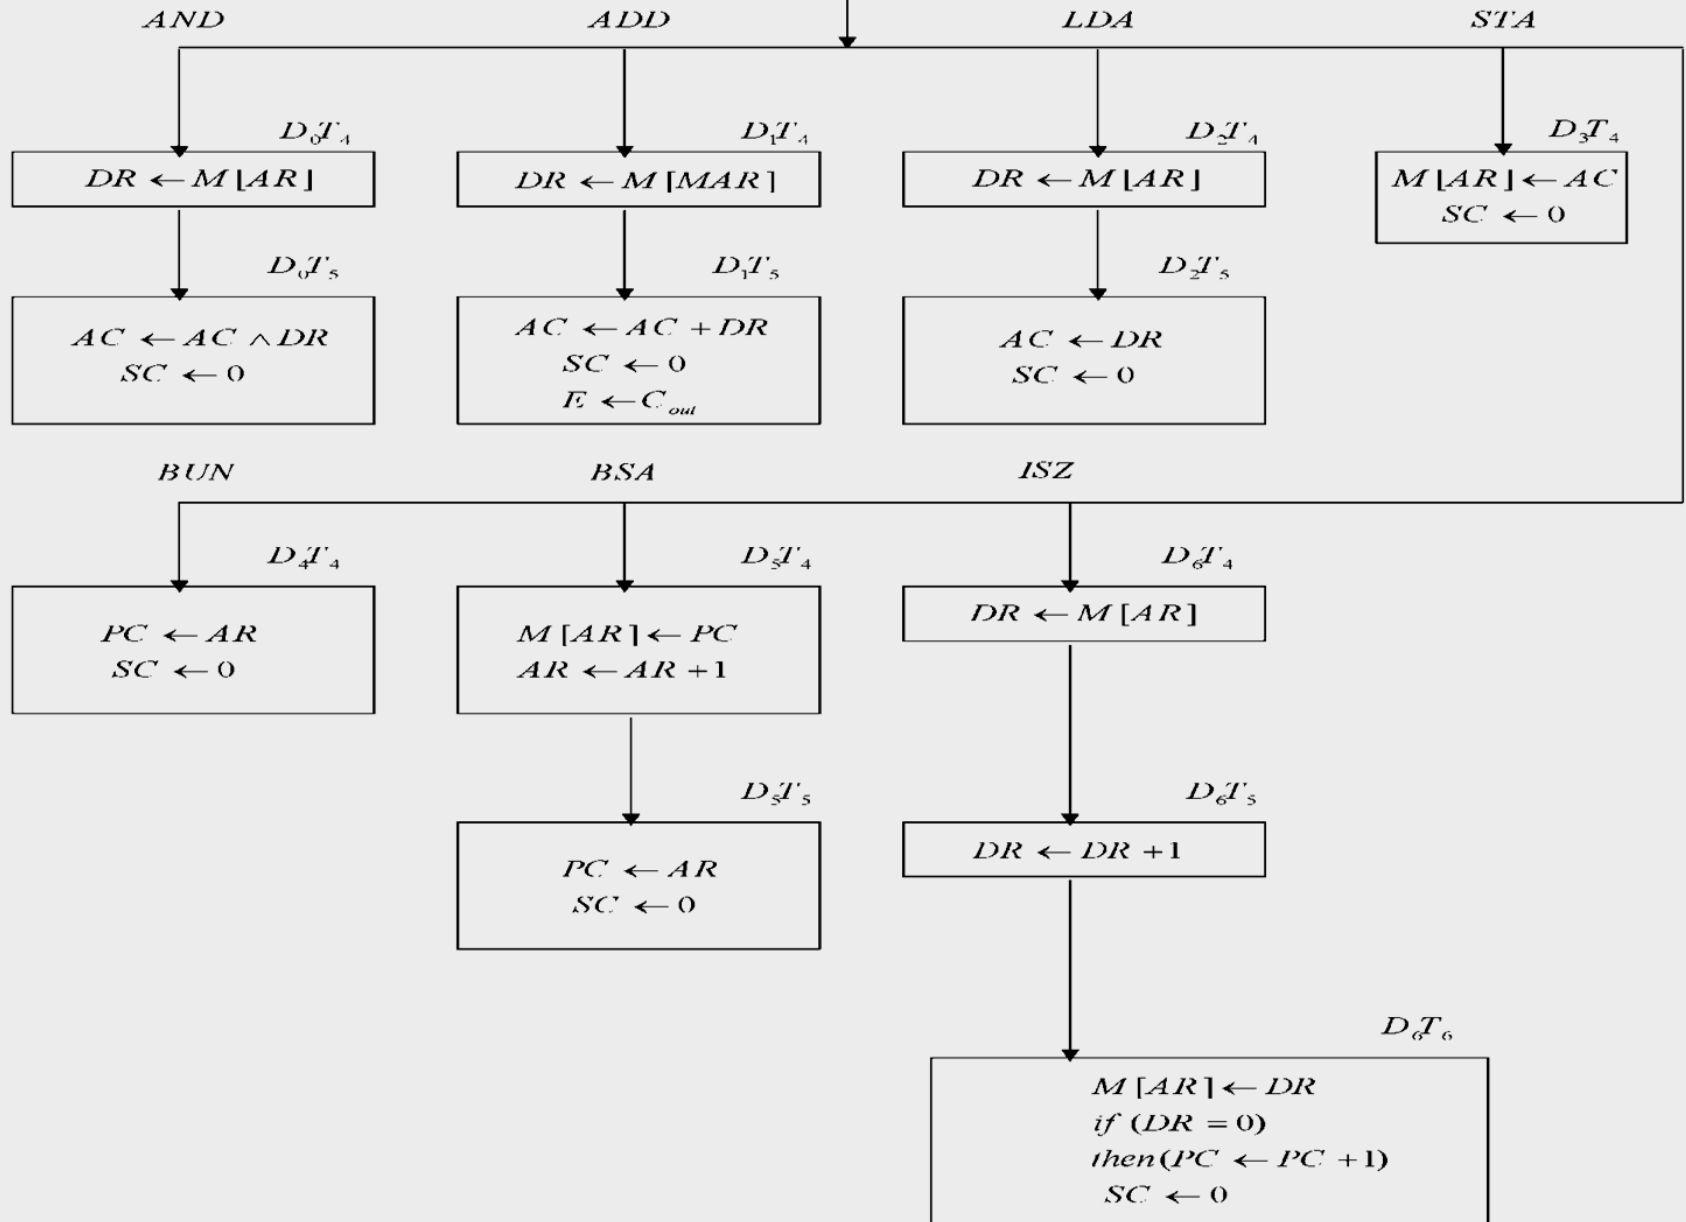 AND ADD LDA STA
D₀T₄ D₁T₄ D₂T₄ D₃T₄
DR ← M[AR] DR ← M[MAR] DR ← M[AR] M[AR] ← AC
SC ← 0
D₀T₅ D₁T₅ D₂T₅
AC ← AC ∧ DR AC ← AC + DR AC ← DR
SC ← 0 SC ← 0 SC ← 0
E ← C_out
BUN BSA ISZ
D₄T₄ D₅T₄ D₆T₄
PC ← AR M[AR] ← PC DR ← M[AR]
SC ← 0 AR ← AR + 1
D₅T₅ D₆T₅
PC ← AR DR ← DR + 1
SC ← 0
D₆T₆
M[AR] ← DR
if (DR = 0)
then(PC ← PC + 1)
SC ← 0